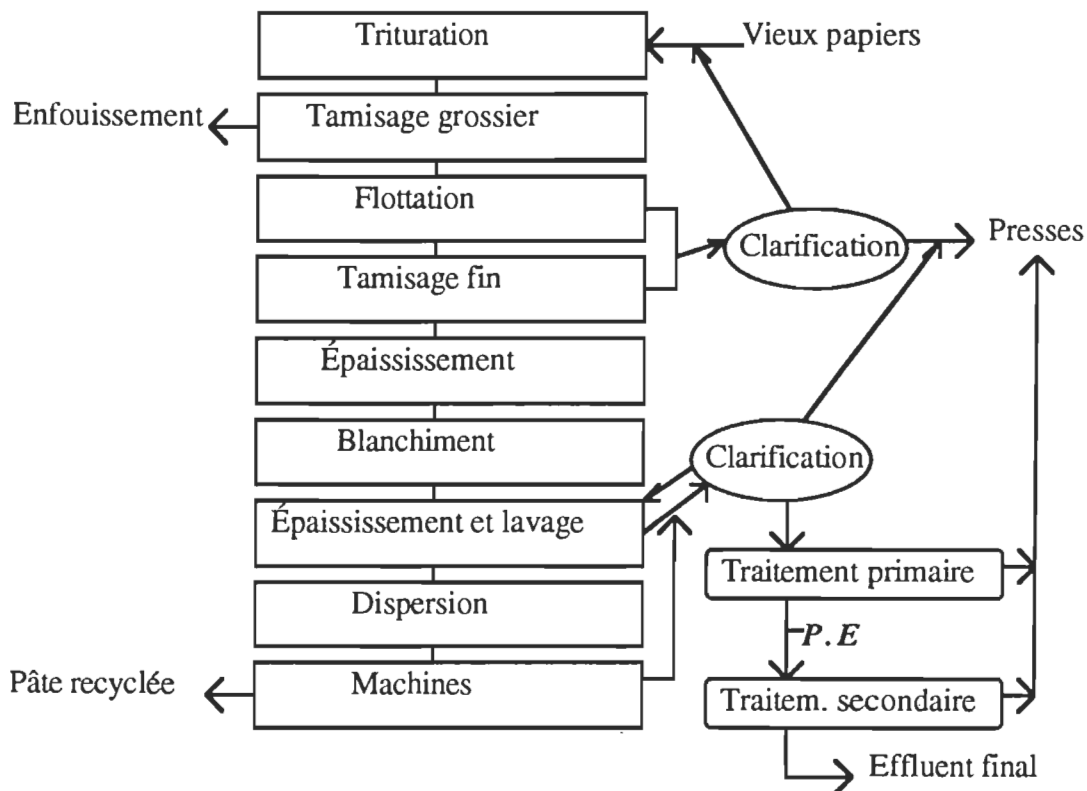 Trituration
Vieux papiers
Enfouissement
Tamisage grossier
Flottation
Clarification
Presses
Tamisage fin
Épaississement
Blanchiment
Clarification
Épaississement et lavage
Traitement primaire
Dispersion
P.E
Pâte recyclée
Machines
Traitem. secondaire
Effluent final